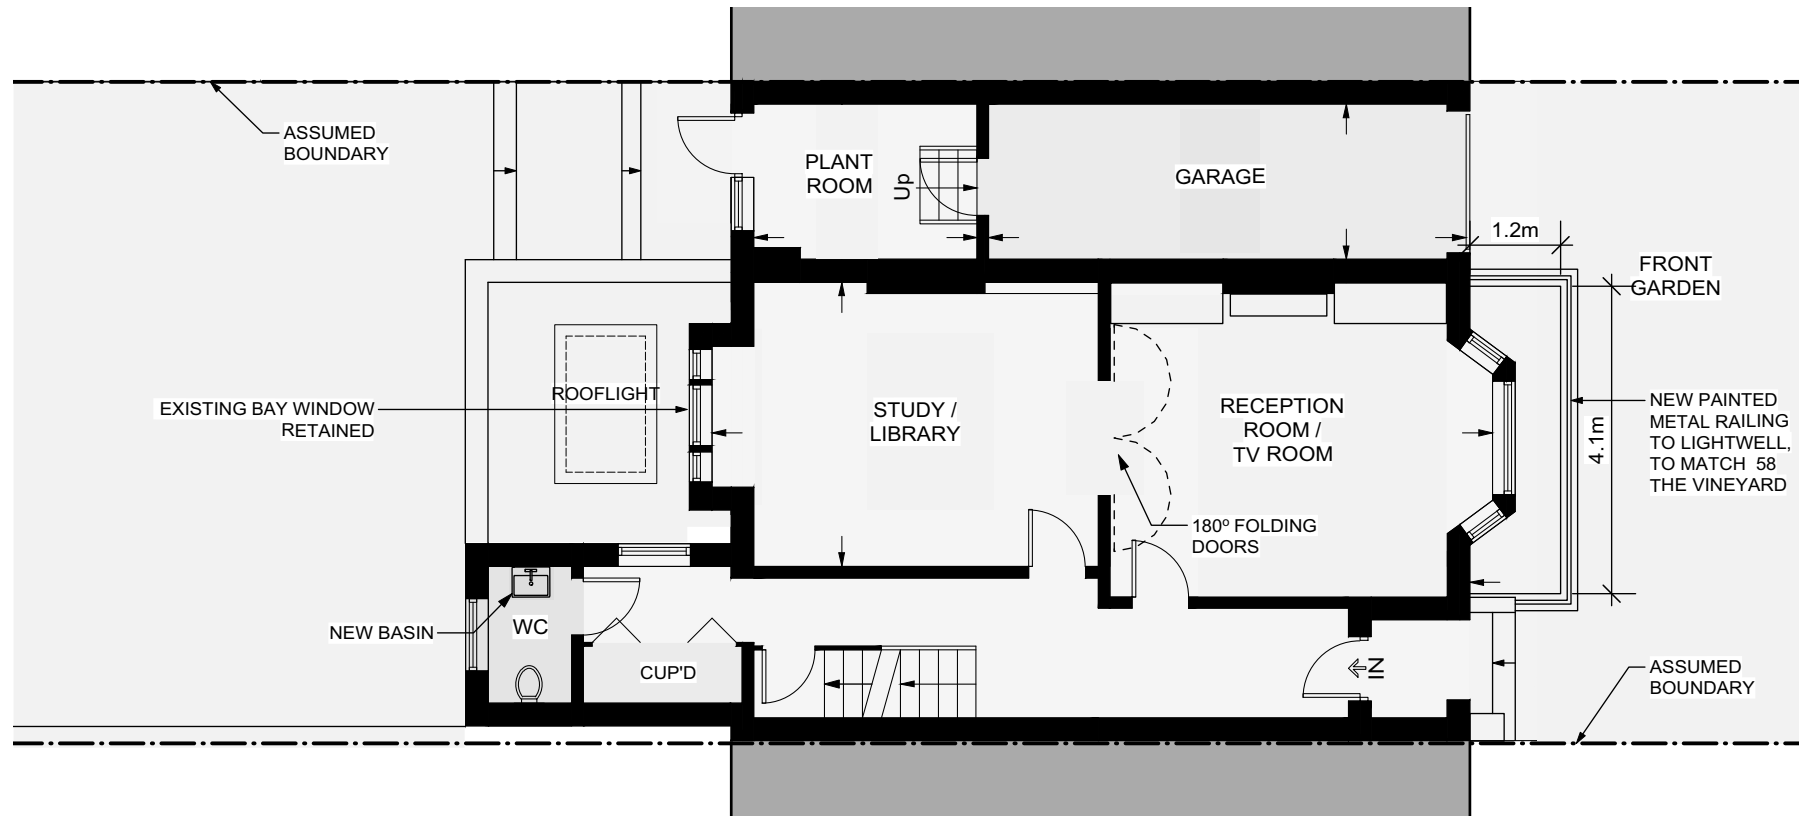 ASSUMED
BOUNDARY
PLANT
ROOM
Up
GARAGE
1.2m
FRONT
GARDEN
EXISTING BAY WINDOW
RETAINED
ROOFLIGHT
STUDY /
LIBRARY
RECEPTION
ROOM /
TV ROOM
4.1m
NEW PAINTED
METAL RAILING
TO LIGHTWELL,
TO MATCH 58
THE VINEYARD
180º FOLDING
DOORS
NEW BASIN
WC
CUP'D
IN
ASSUMED
BOUNDARY